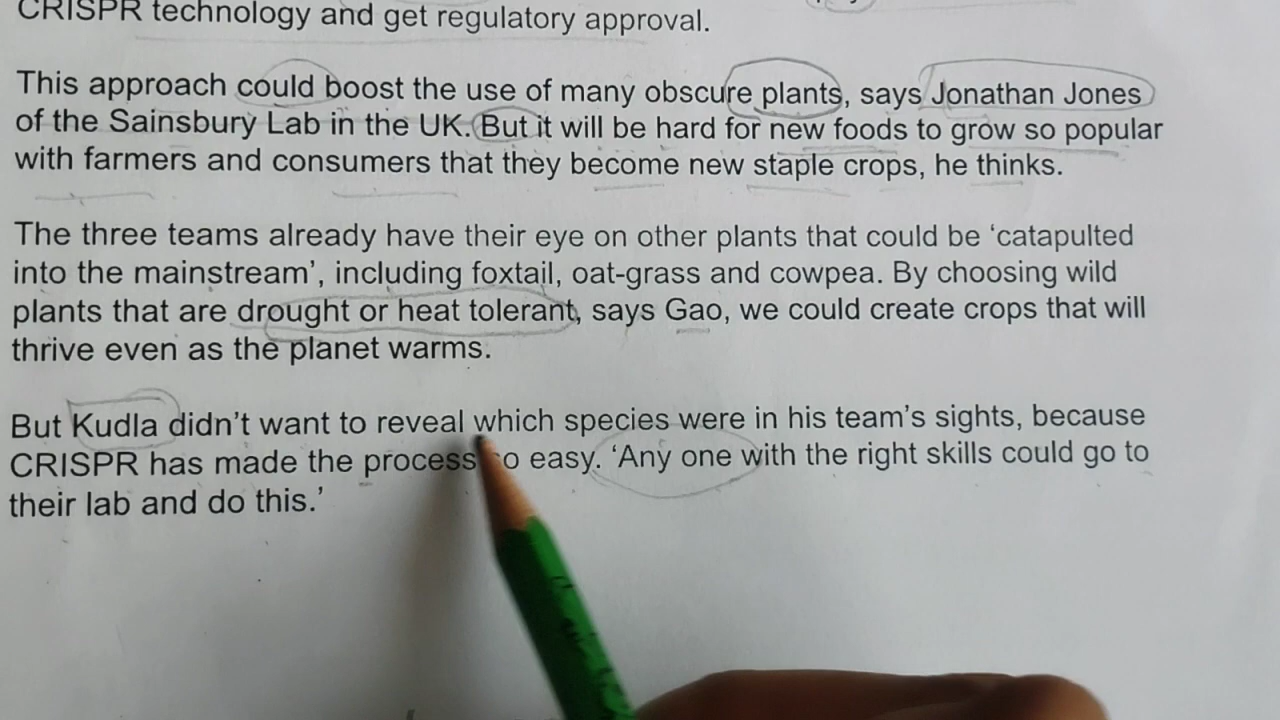 CRISPR technology and get regulatory approval.
This approach could boost the use of many obscure plants, says Jonathan Jones
of the Sainsbury Lab in the UK. But it will be hard for new foods to grow so popular
with farmers and consumers that they become new staple crops, he thinks.
The three teams already have their eye on other plants that could be ‘catapulted
into the mainstream’, including foxtail, oat-grass and cowpea. By choosing wild
plants that are drought or heat tolerant, says Gao, we could create crops that will
thrive even as the planet warms.
But Kudla didn’t want to reveal which species were in his team’s sights, because
CRISPR has made the process so easy. ‘Any one with the right skills could go to
their lab and do this.’